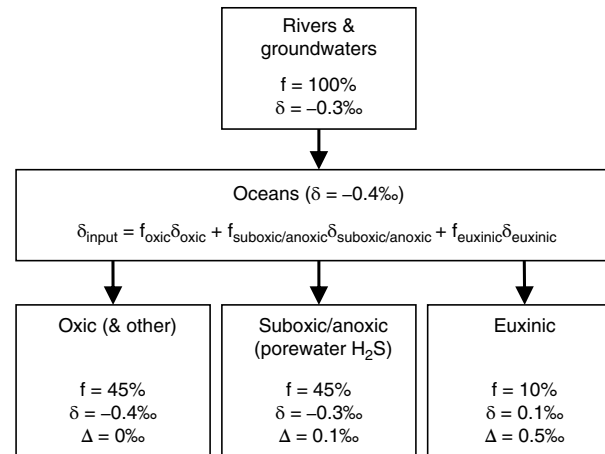 Rivers &
groundwaters
f = 100%
δ = –0.3‰
Oceans (δ = –0.4‰)
δinput = foxicδoxic + fsuboxic/anoxicδsuboxic/anoxic + feuxinicδeuxinic
Oxic (& other)
f = 45%
δ = –0.4‰
Δ = 0‰
Suboxic/anoxic
(porewater H2S)
f = 45%
δ = –0.3‰
Δ = 0.1‰
Euxinic
f = 10%
δ = 0.1‰
Δ = 0.5‰